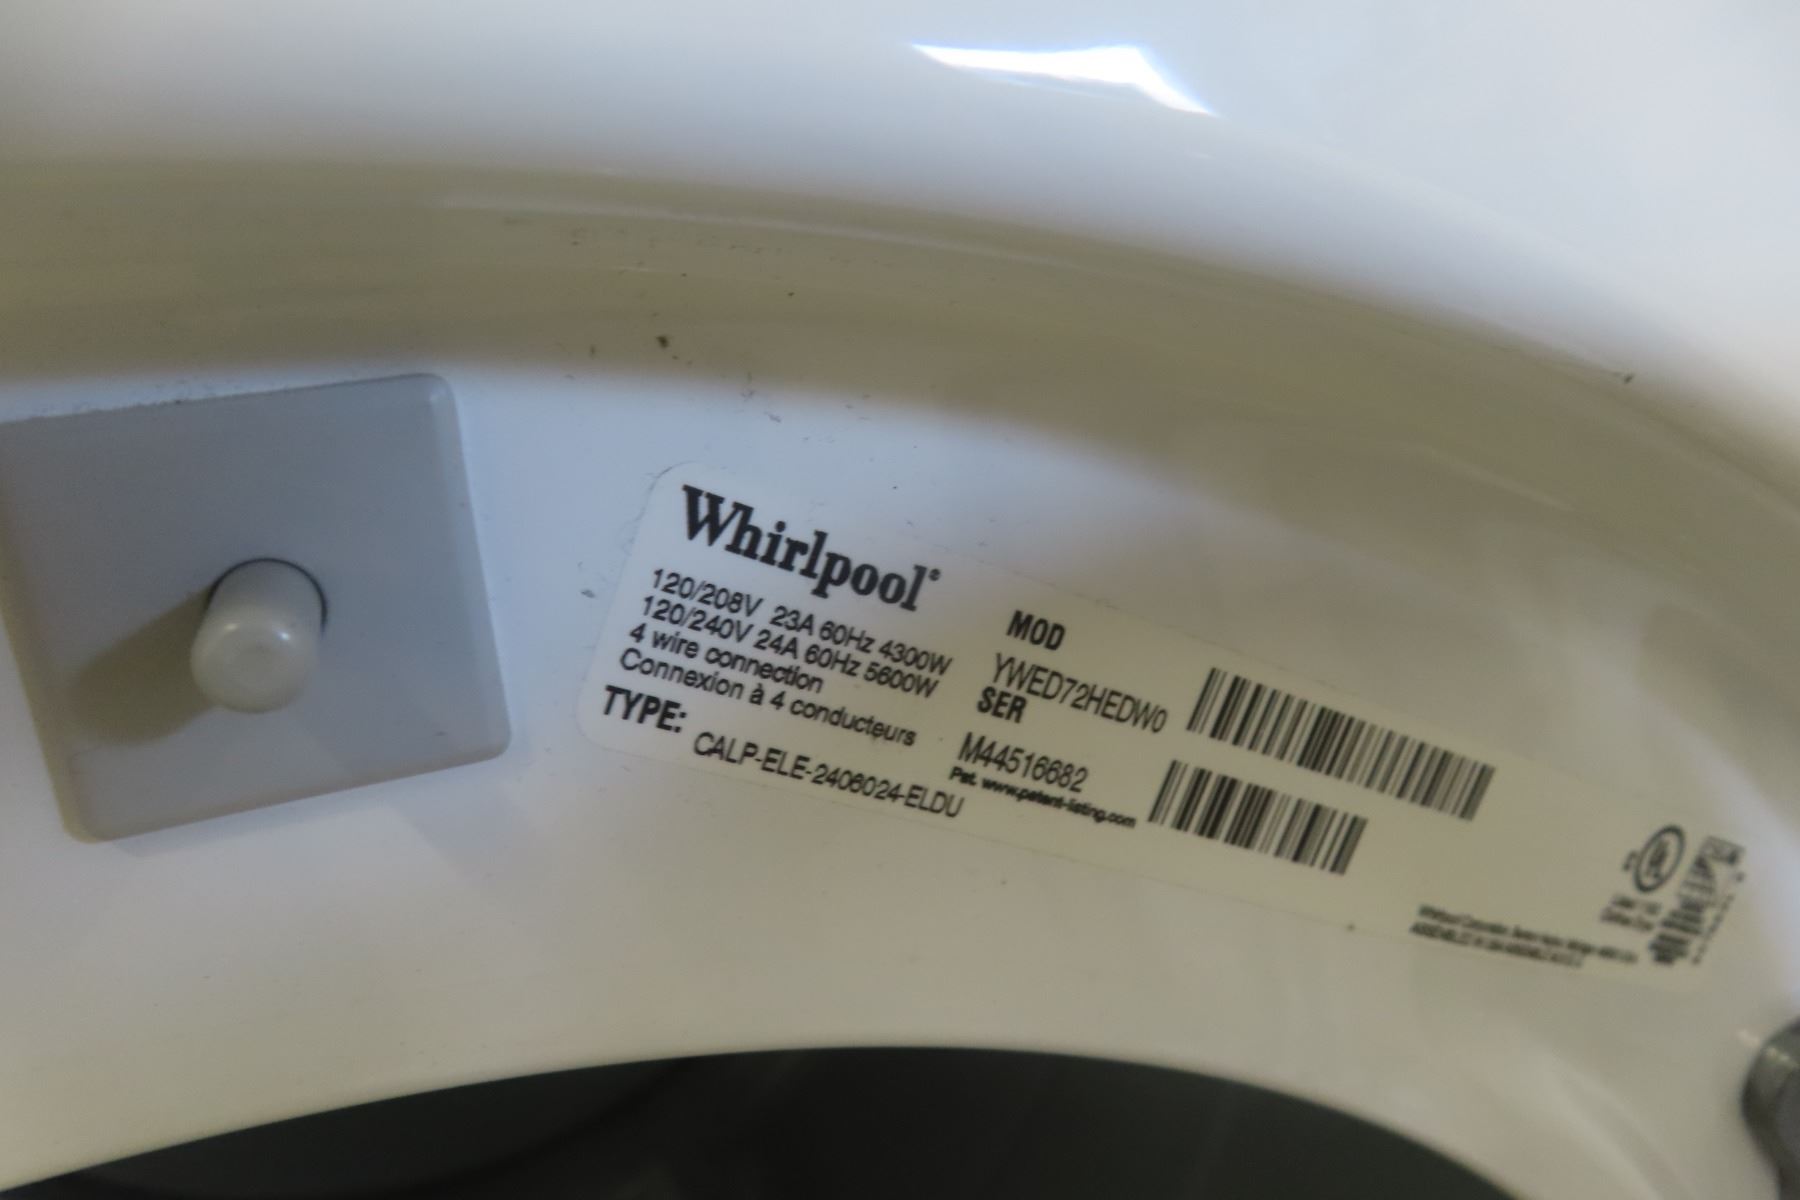 Whirlpool®
120/208V 23A 60Hz 4300W
120/240V 24A 60Hz 5600W
4 wire connection
Connexion à 4 conducteurs
TYPE: CALP-ELE-2406024-ELDU
MOD
YWED72HEDW0
SER
M44516682
Pat. www.patent-listing.com